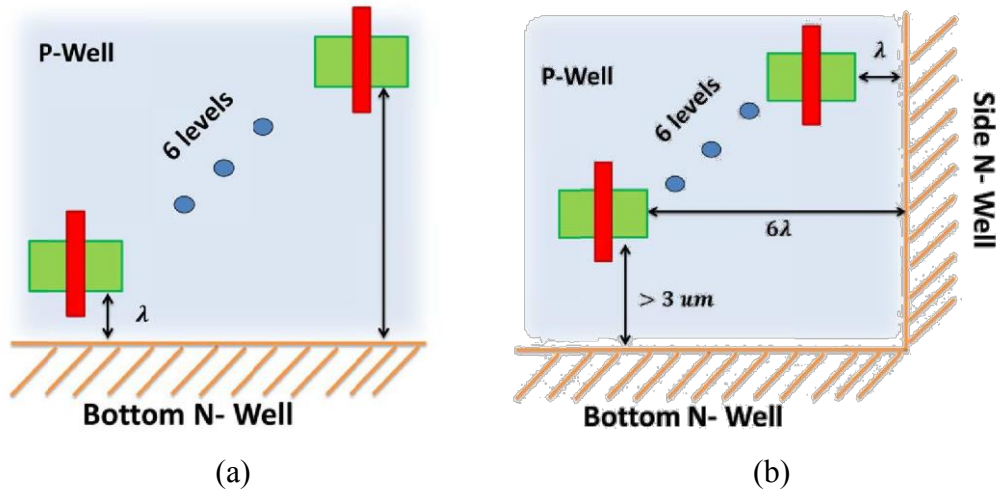 P-Well
6 levels
λ
Bottom N- Well
(a)
P-Well
6 levels
λ
6λ
> 3 um
Side N- Well
Bottom N- Well
(b)